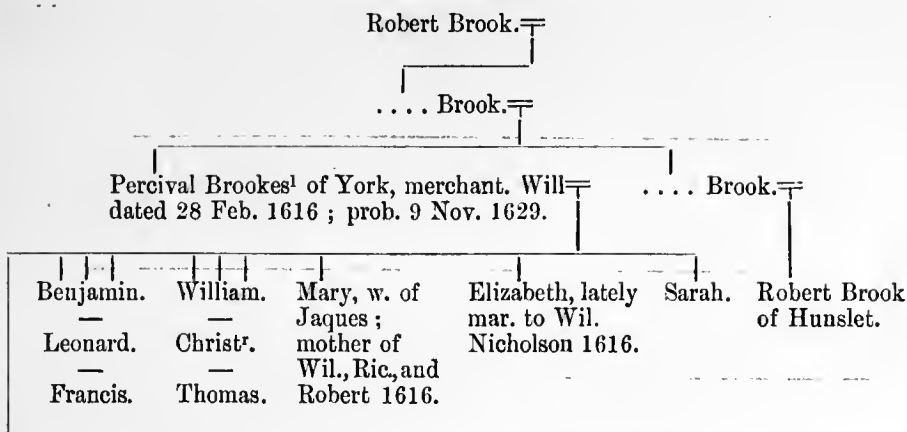 Robert Brook.
.... Brook.
Percival Brookes¹ of York, merchant. Will
dated 28 Feb. 1616 ; prob. 9 Nov. 1629.
.... Brook.
Benjamin.
—
Leonard.
—
Francis.
William.
—
Christʳ.
—
Thomas.
Mary, w. of
Jaques ;
mother of
Wil., Ric., and
Robert 1616.
Elizabeth, lately
mar. to Wil.
Nicholson 1616.
Sarah.
Robert Brook
of Hunslet.